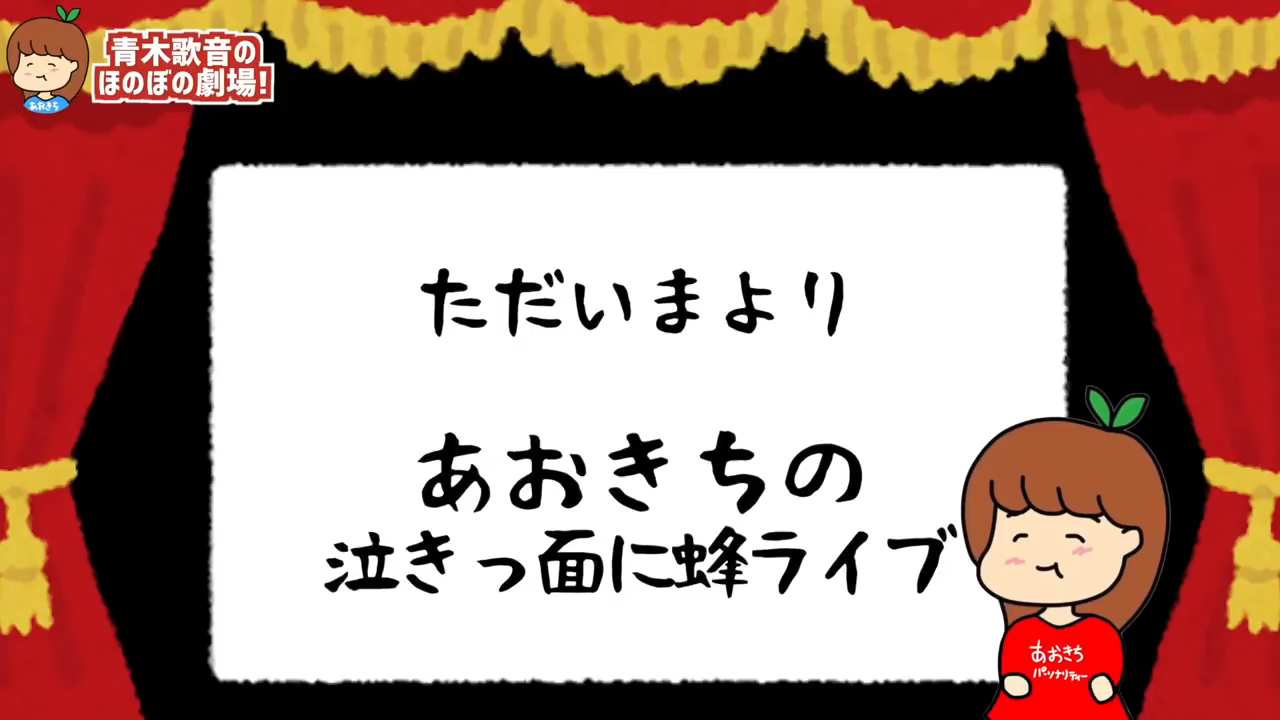 青木歌音の
ほのぼの劇場!
あおきち
ただいまより
あおきちの
泣きっ面に蜂ライブ
あおきち
パーソナリティー